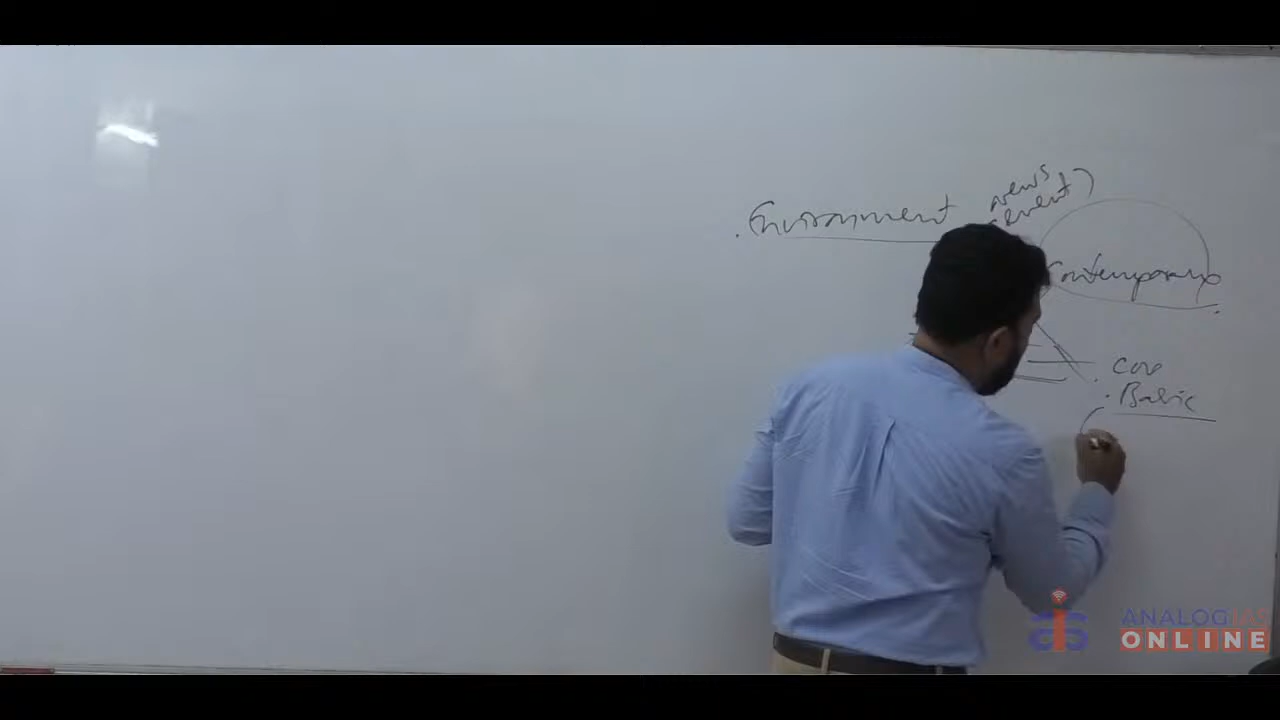 Environment
news
event)
Contemporary
Core
Basic
ANALOG IAS
ONLINE